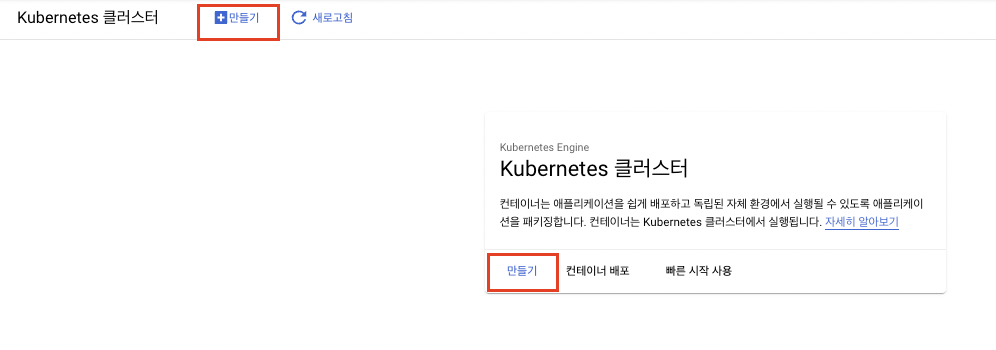 Kubernetes 클러스터 만들기 새로고침
Kubernetes Engine
Kubernetes 클러스터
컨테이너는 애플리케이션을 쉽게 배포하고 독립된 자체 환경에서 실행될 수 있도록 애플리케이
션을 패키징합니다. 컨테이너는 Kubernetes 클러스터에서 실행됩니다. 자세히 알아보기
만들기 컨테이너 배포 빠른 시작 사용